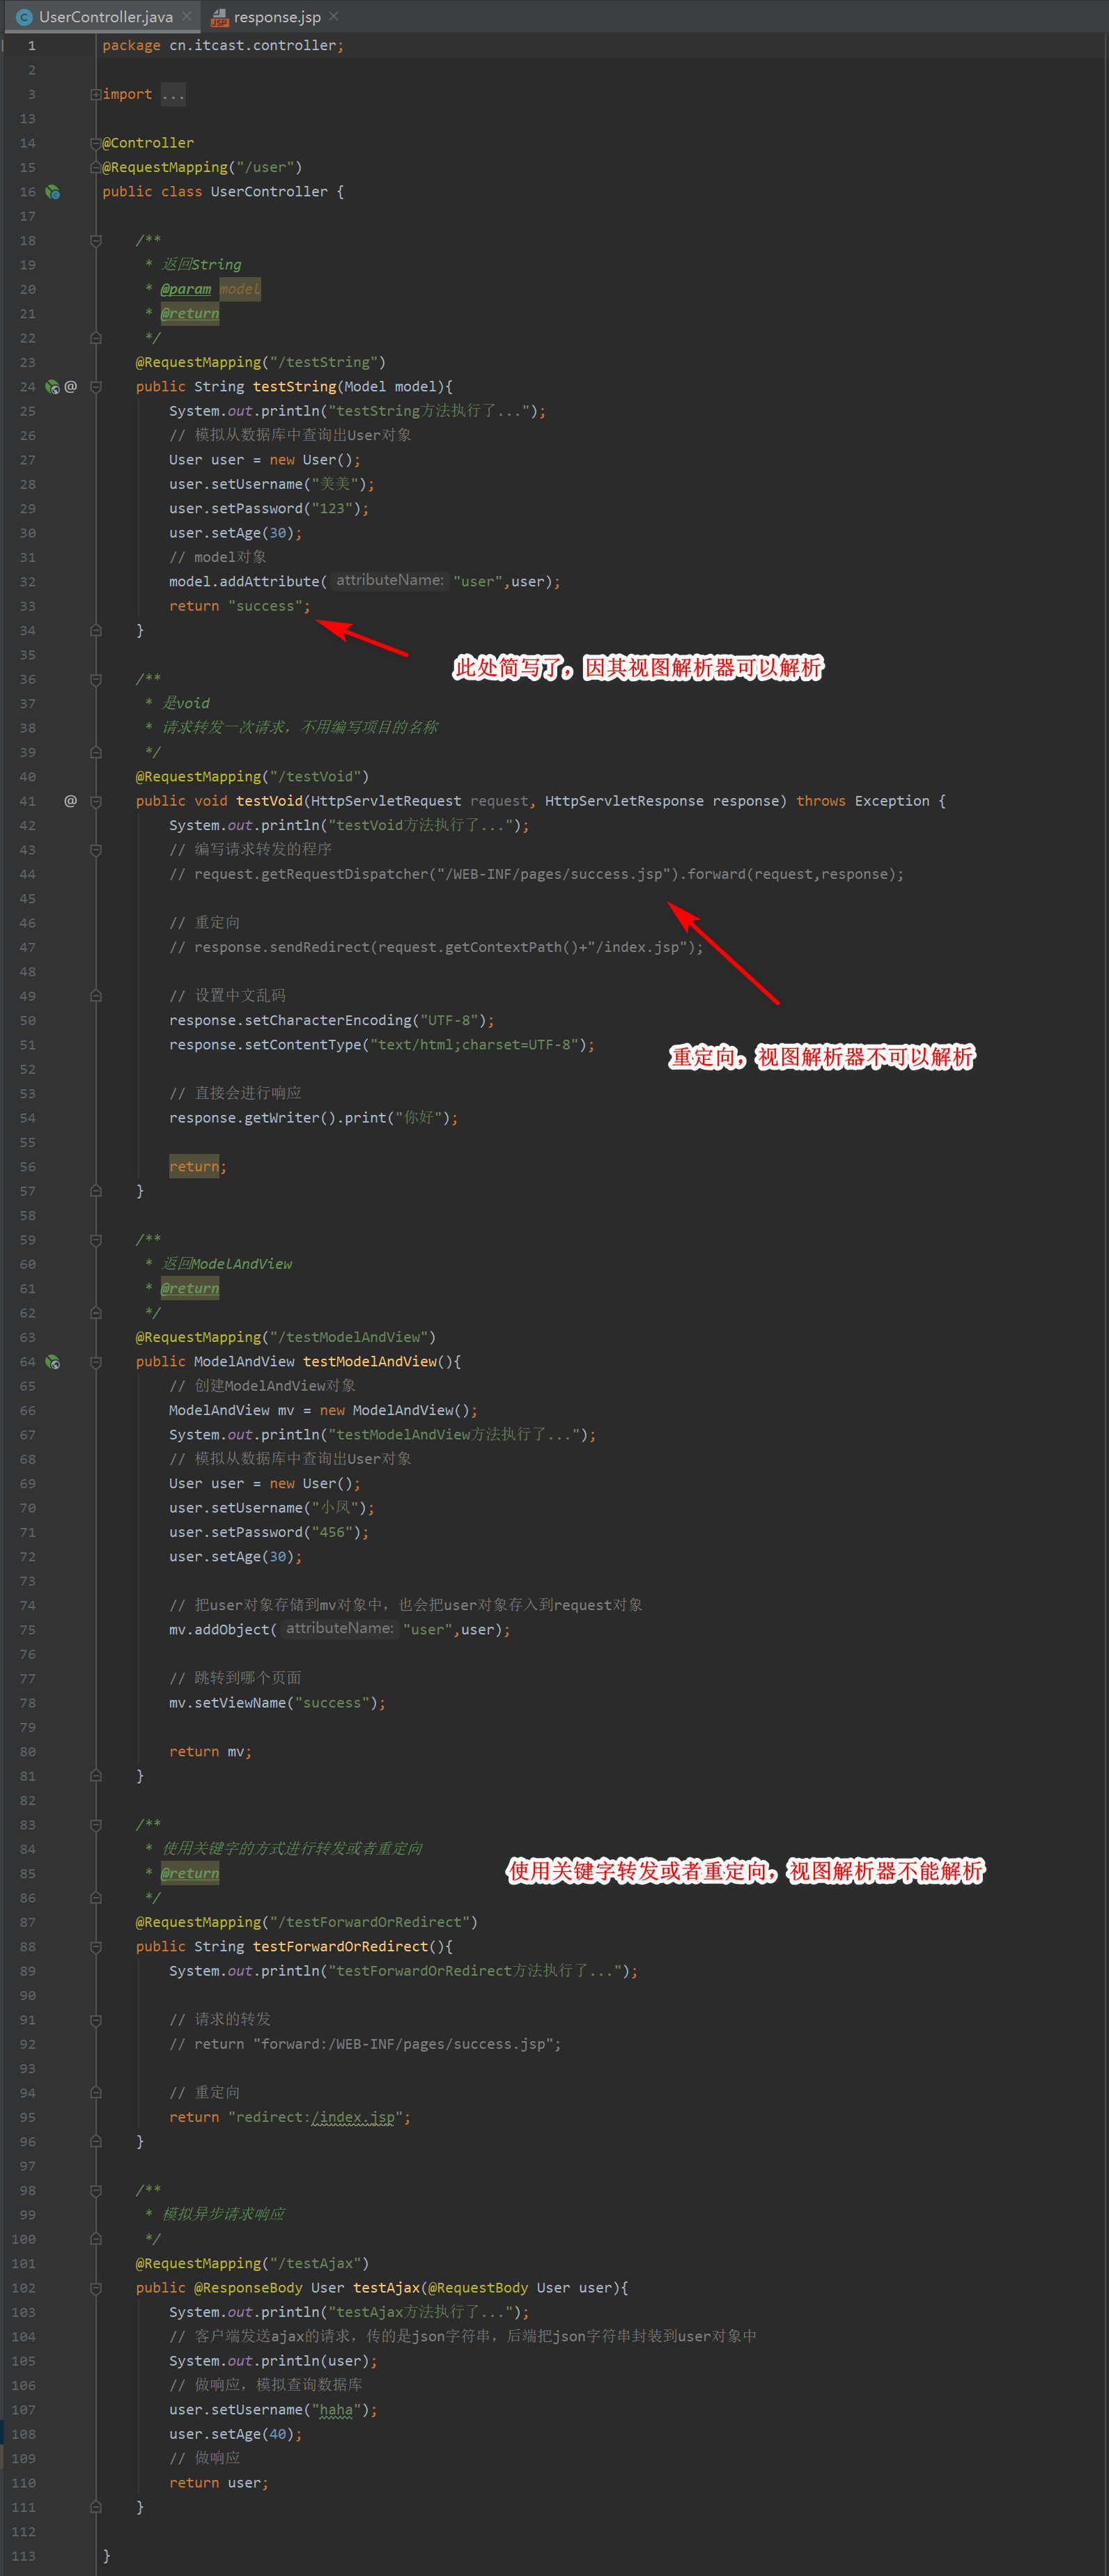 UserController.java
response.jsp
1 package cn.itcast.controller;
2
3 import ...
13
14 @Controller
15 @RequestMapping("/user")
16 public class UserController {
17
18 /**
19 * 返回String
20 * @param model
21 * @return
22 */
23 @RequestMapping("/testString")
24 @ public String testString(Model model){
25 System.out.println("testString方法执行了...");
26 // 模拟从数据库中查询出User对象
27 User user = new User();
28 user.setUsername("美美");
29 user.setPassword("123");
30 user.setAge(30);
31 // model对象
32 model.addAttribute( attributeName: "user",user);
33 return "success";
34 }
35
此处简写了，因其视图解析器可以解析
36 /**
37 * 是void
38 * 请求转发一次请求，不用编写项目的名称
39 */
40 @RequestMapping("/testVoid")
41 @ public void testVoid(HttpServletRequest request, HttpServletResponse response) throws Exception {
42 System.out.println("testVoid方法执行了...");
43 // 编写请求转发的程序
44 // request.getRequestDispatcher("/WEB-INF/pages/success.jsp").forward(request,response);
45
46 // 重定向
47 // response.sendRedirect(request.getContextPath()+"/index.jsp");
48
49 // 设置中文乱码
50 response.setCharacterEncoding("UTF-8");
51 response.setContentType("text/html;charset=UTF-8");
重定向，视图解析器不可以解析
52
53 // 直接会进行响应
54 response.getWriter().print("你好");
55
56 return;
57 }
58
59 /**
60 * 返回ModelAndView
61 * @return
62 */
63 @RequestMapping("/testModelAndView")
64 public ModelAndView testModelAndView(){
65 // 创建ModelAndView对象
66 ModelAndView mv = new ModelAndView();
67 System.out.println("testModelAndView方法执行了...");
68 // 模拟从数据库中查询出User对象
69 User user = new User();
70 user.setUsername("小凤");
71 user.setPassword("456");
72 user.setAge(30);
73
74 // 把user对象存储到mv对象中，也会把user对象存入到request对象
75 mv.addObject( attributeName: "user",user);
76
77 // 跳转到哪个页面
78 mv.setViewName("success");
79
80 return mv;
81 }
82
83 /**
84 * 使用关键字的方式进行转发或者重定向
85 * @return
使用关键字转发或者重定向，视图解析器不能解析
86 */
87 @RequestMapping("/testForwardOrRedirect")
88 public String testForwardOrRedirect(){
89 System.out.println("testForwardOrRedirect方法执行了...");
90
91 // 请求的转发
92 // return "forward:/WEB-INF/pages/success.jsp";
93
94 // 重定向
95 return "redirect:/index.jsp";
96 }
97
98 /**
99 * 模拟异步请求响应
100 */
101 @RequestMapping("/testAjax")
102 public @ResponseBody User testAjax(@RequestBody User user){
103 System.out.println("testAjax方法执行了...");
104 // 客户端发送ajax的请求，传的是json字符串，后端把json字符串封装到user对象中
105 System.out.println(user);
106 // 做响应，模拟查询数据库
107 user.setUsername("haha");
108 user.setAge(40);
109 // 做响应
110 return user;
111 }
112
113 }